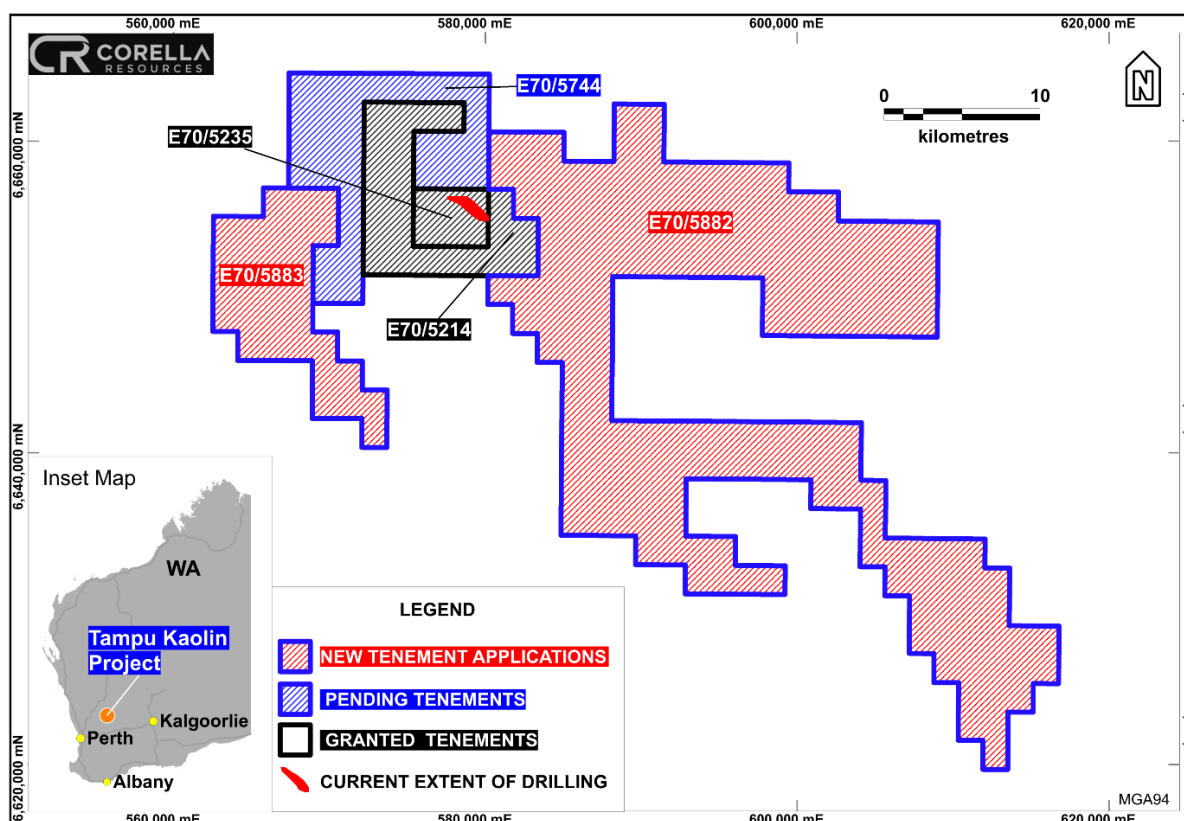 560,000 mE
580,000 mE
600,000 mE
620,000 mE
CR CORELLA
RESOURCES
E70/5744
0 10
kilometres
N
E70/5235
6,660,000 mN
E70/5882
E70/5883
E70/5214
6,640,000 mN
Inset Map
WA
Tampu Kaolin
Project
Kalgoorlie
Perth
Albany
LEGEND
NEW TENEMENT APPLICATIONS
PENDING TENEMENTS
GRANTED TENEMENTS
CURRENT EXTENT OF DRILLING
6,620,000 mN
MGA94
560,000 mE
580,000 mE
600,000 mE
620,000 mE